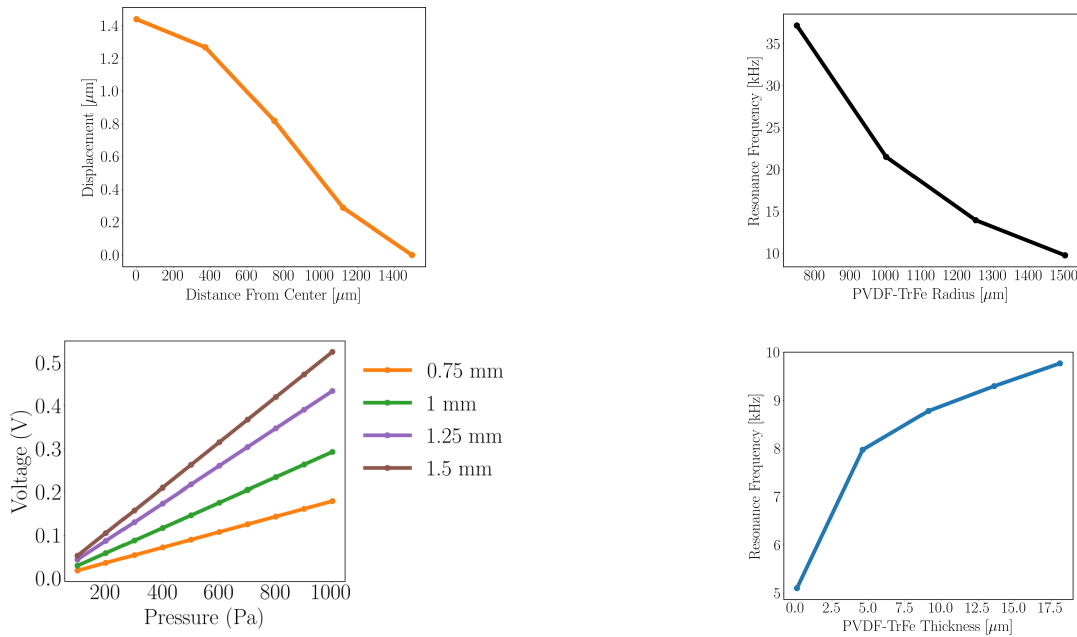 1.4
1.2
1.0
0.8
0.6
0.4
0.2
0.0
Displacement [μm]
0 200 400 600 800 1000 1200 1400
Distance From Center [μm]
35
30
25
20
15
10
Resonance Frequency [kHz]
800 900 1000 1100 1200 1300 1400 1500
PVDF-TrFe Radius [μm]
0.5
0.4
0.3
0.2
0.1
0.0
Voltage (V)
200 400 600 800 1000
Pressure (Pa)
0.75 mm
1 mm
1.25 mm
1.5 mm
10
9
8
7
6
5
Resonance Frequency [kHz]
0.0 2.5 5.0 7.5 10.0 12.5 15.0 17.5
PVDF-TrFe Thickness [μm]